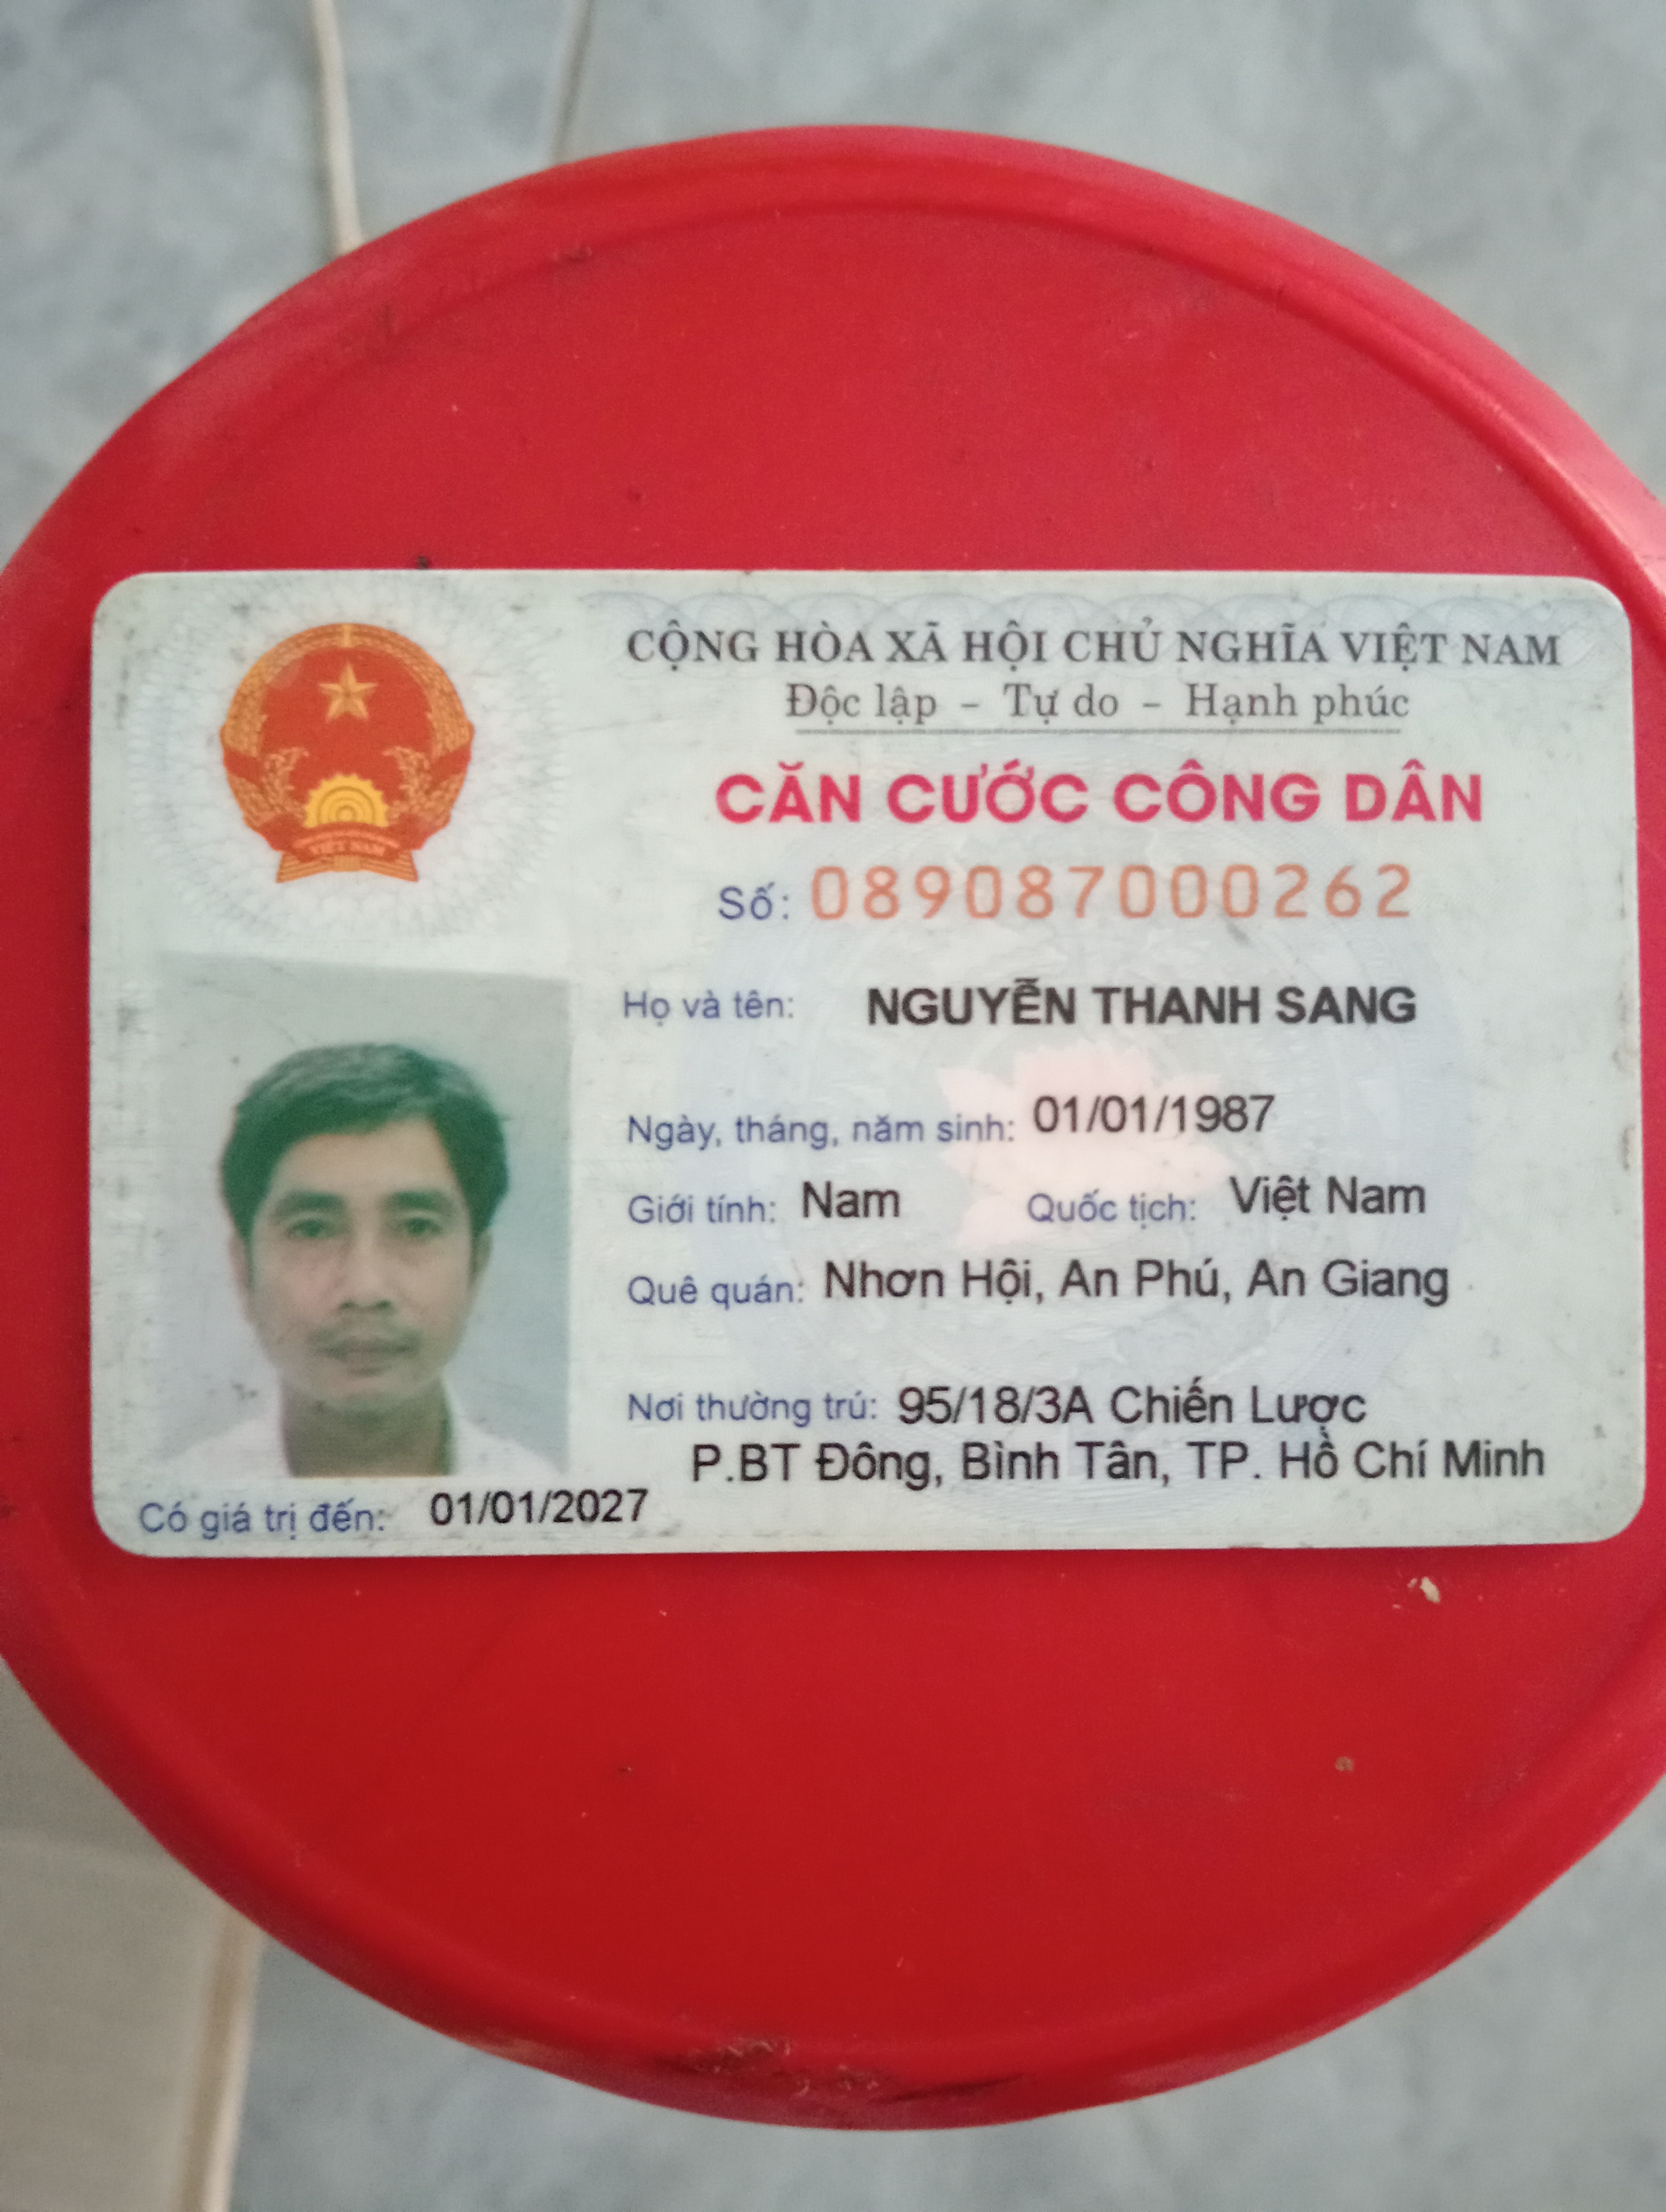 CỘNG HÒA XÃ HỘI CHỦ NGHĨA VIỆT NAM
Độc lập - Tự do - Hạnh phúc
VIỆT NAM
CĂN CƯỚC CÔNG DÂN
Số: 089087000262
Họ và tên: NGUYỄN THANH SANG
Ngày, tháng, năm sinh: 01/01/1987
Giới tính: Nam Quốc tịch: Việt Nam
Quê quán: Nhơn Hội, An Phú, An Giang
Nơi thường trú: 95/18/3A Chiến Lược
P.BT Đông, Bình Tân, TP. Hồ Chí Minh
Có giá trị đến: 01/01/2027